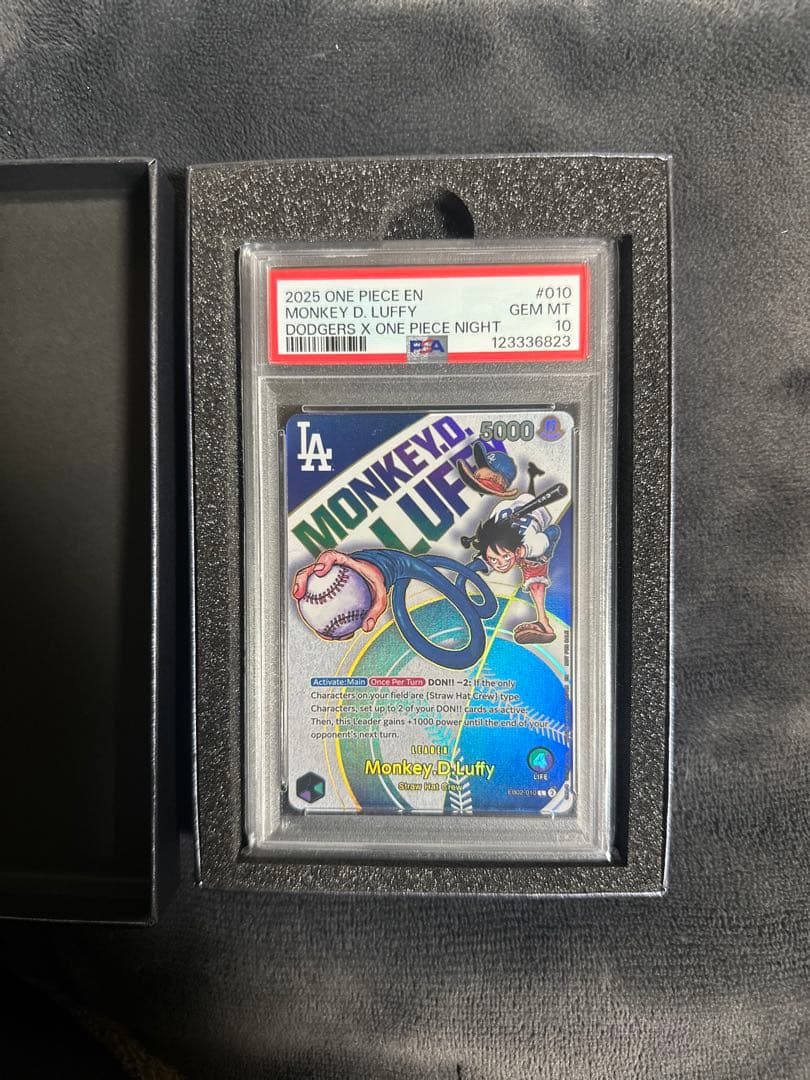 2025 ONE PIECE EN #010
MONKEY D. LUFFY GEM MT
DODGERS X ONE PIECE NIGHT 10
PSA 123336823
LA
MONKEY.D.
LUFFY
5000
Activate:Main Once Per Turn DON!! −2: If the only
Characters on your field are {Straw Hat Crew} type
Characters, set up to 2 of your DON!! cards as active.
Then, this Leader gains +1000 power until the end of your
opponent's next turn.
LEADER
Monkey.D.Luffy
Straw Hat Crew
4
LIFE
EB02-010 L